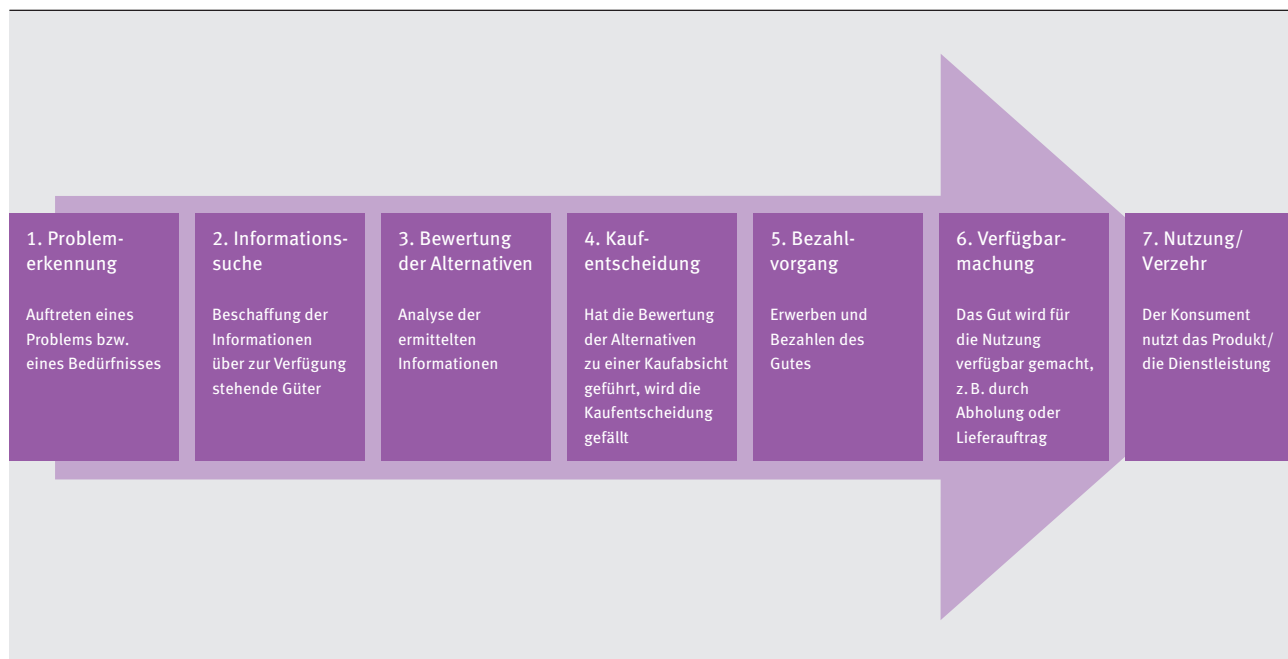 1. Problem-
erkennung
Auftreten eines
Problems bzw.
eines Bedürfnisses
2. Informations-
suche
Beschaffung der
Informationen
über zur Verfügung
stehende Güter
3. Bewertung
der Alternativen
Analyse der
ermittelten
Informationen
4. Kauf-
entscheidung
Hat die Bewertung
der Alternativen
zu einer Kaufabsicht
geführt, wird die
Kaufentscheidung
gefällt
5. Bezahl-
vorgang
Erwerben und
Bezahlen des
Gutes
6. Verfügbar-
machung
Das Gut wird für
die Nutzung
verfügbar gemacht,
z. B. durch
Abholung oder
Lieferauftrag
7. Nutzung/
Verzehr
Der Konsument
nutzt das Produkt/
die Dienstleistung